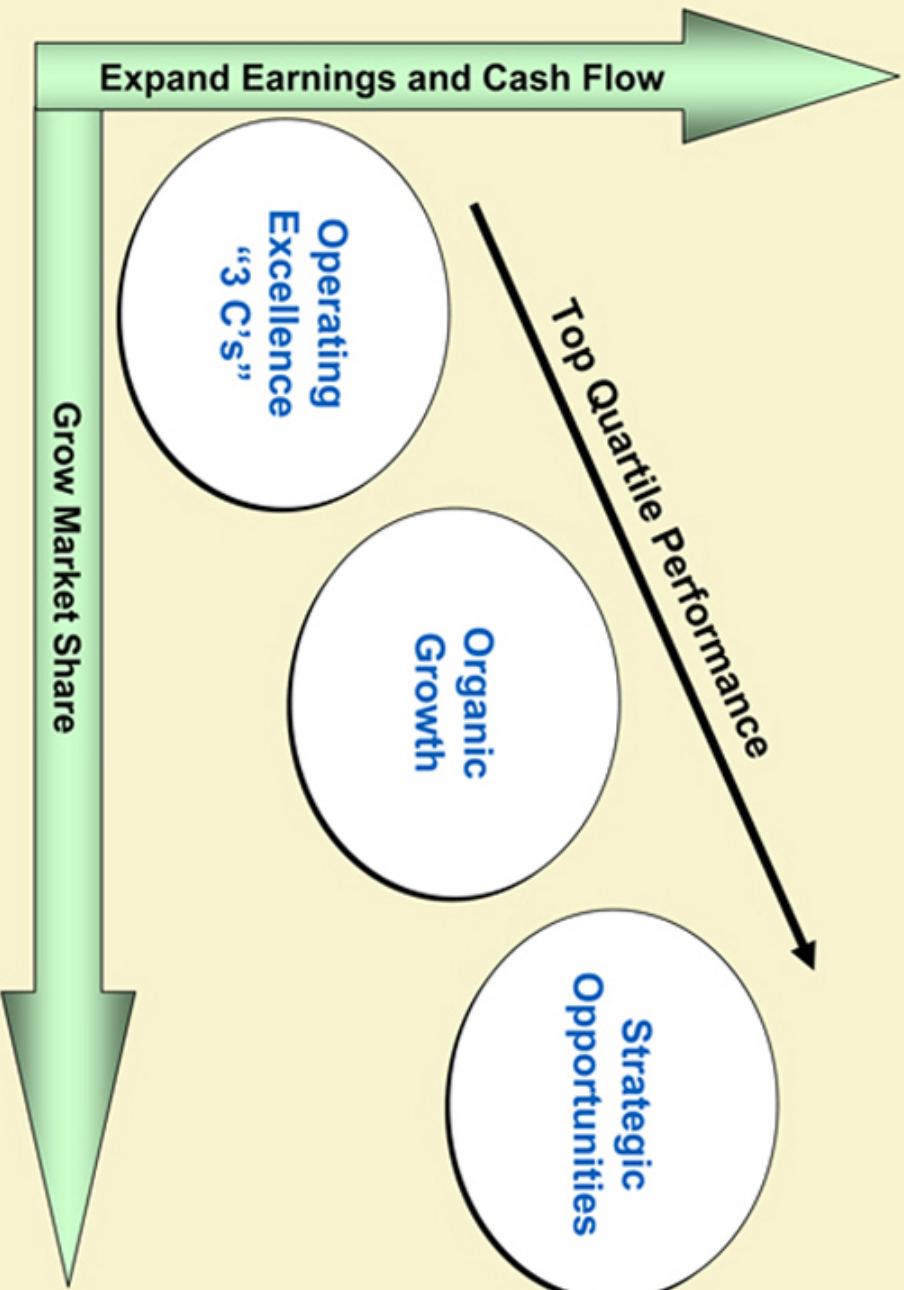 Expand Earnings and Cash Flow
Top Quartile Performance
Operating
Excellence
“3 C’s”
Organic
Growth
Strategic
Opportunities
Grow Market Share